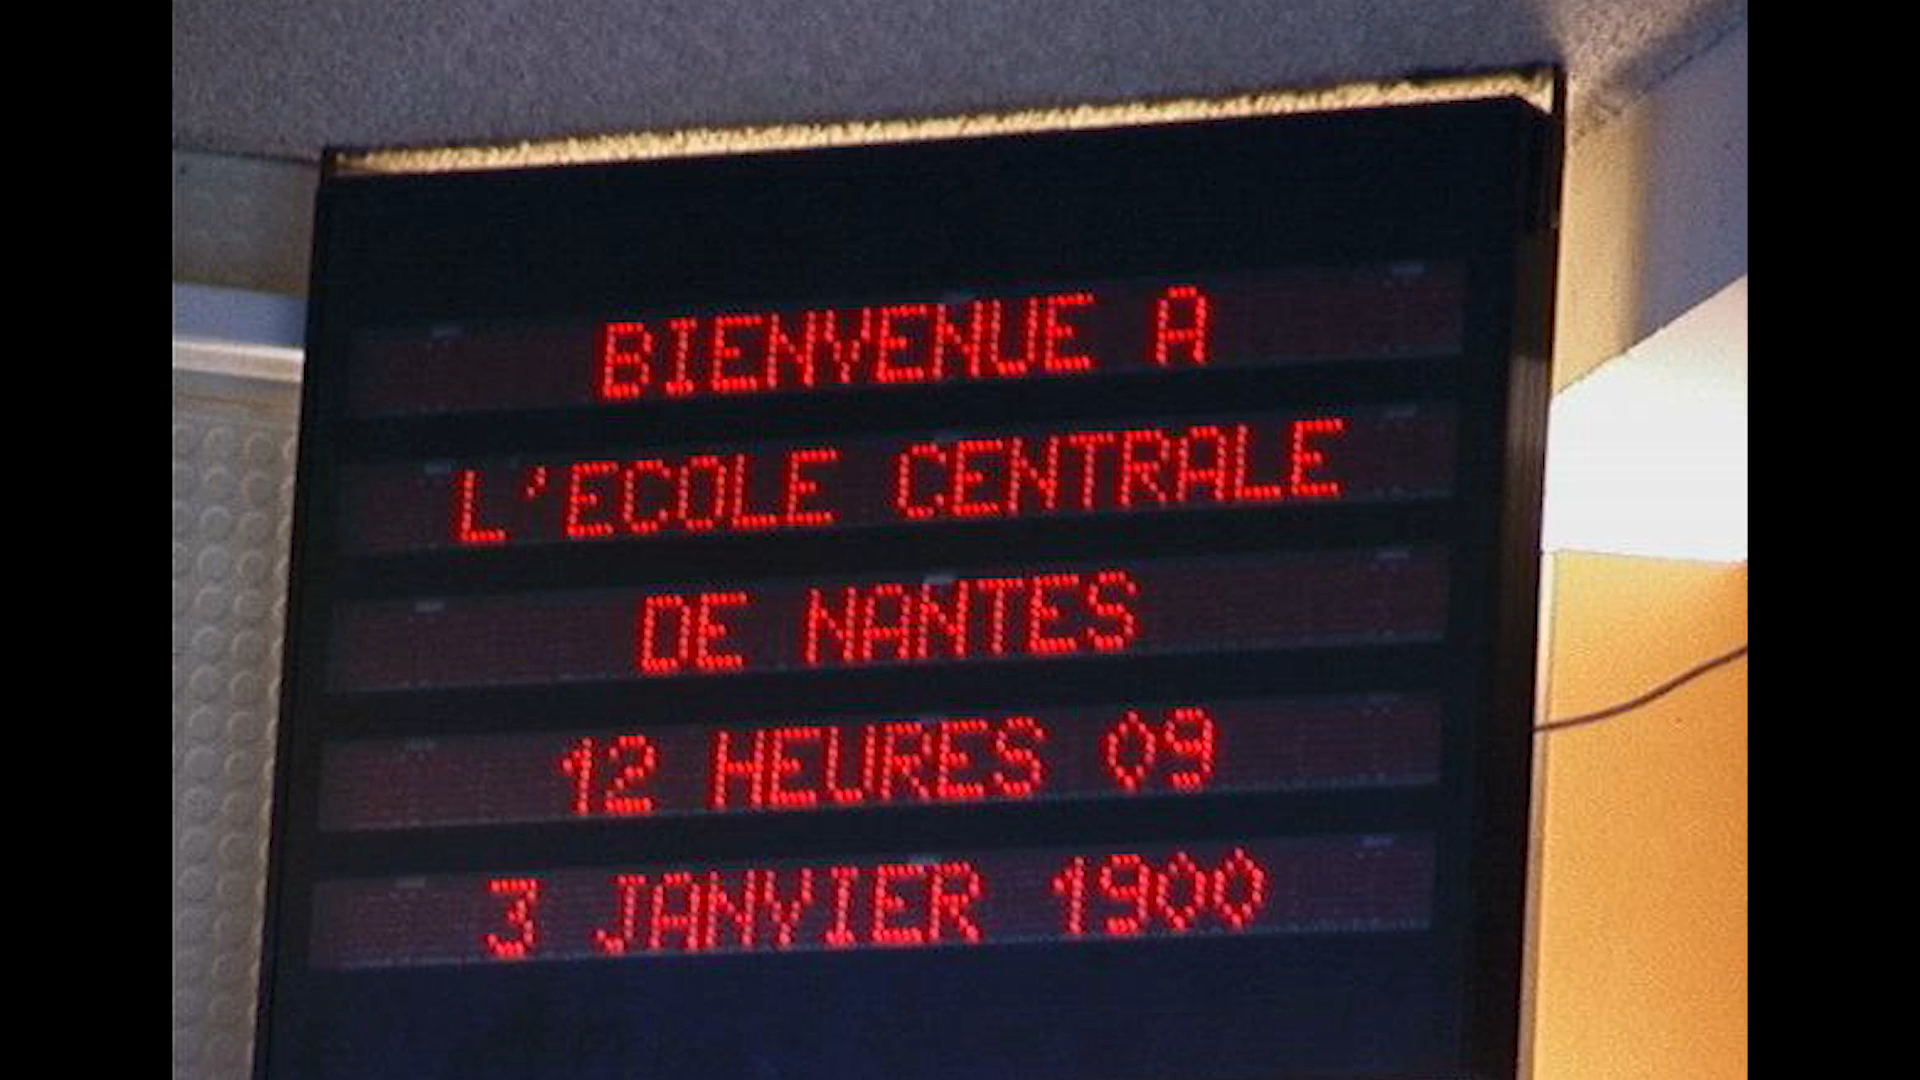 BIENVENUE A
L'ECOLE CENTRALE
DE NANTES
12 HEURES 09
3 JANVIER 1900